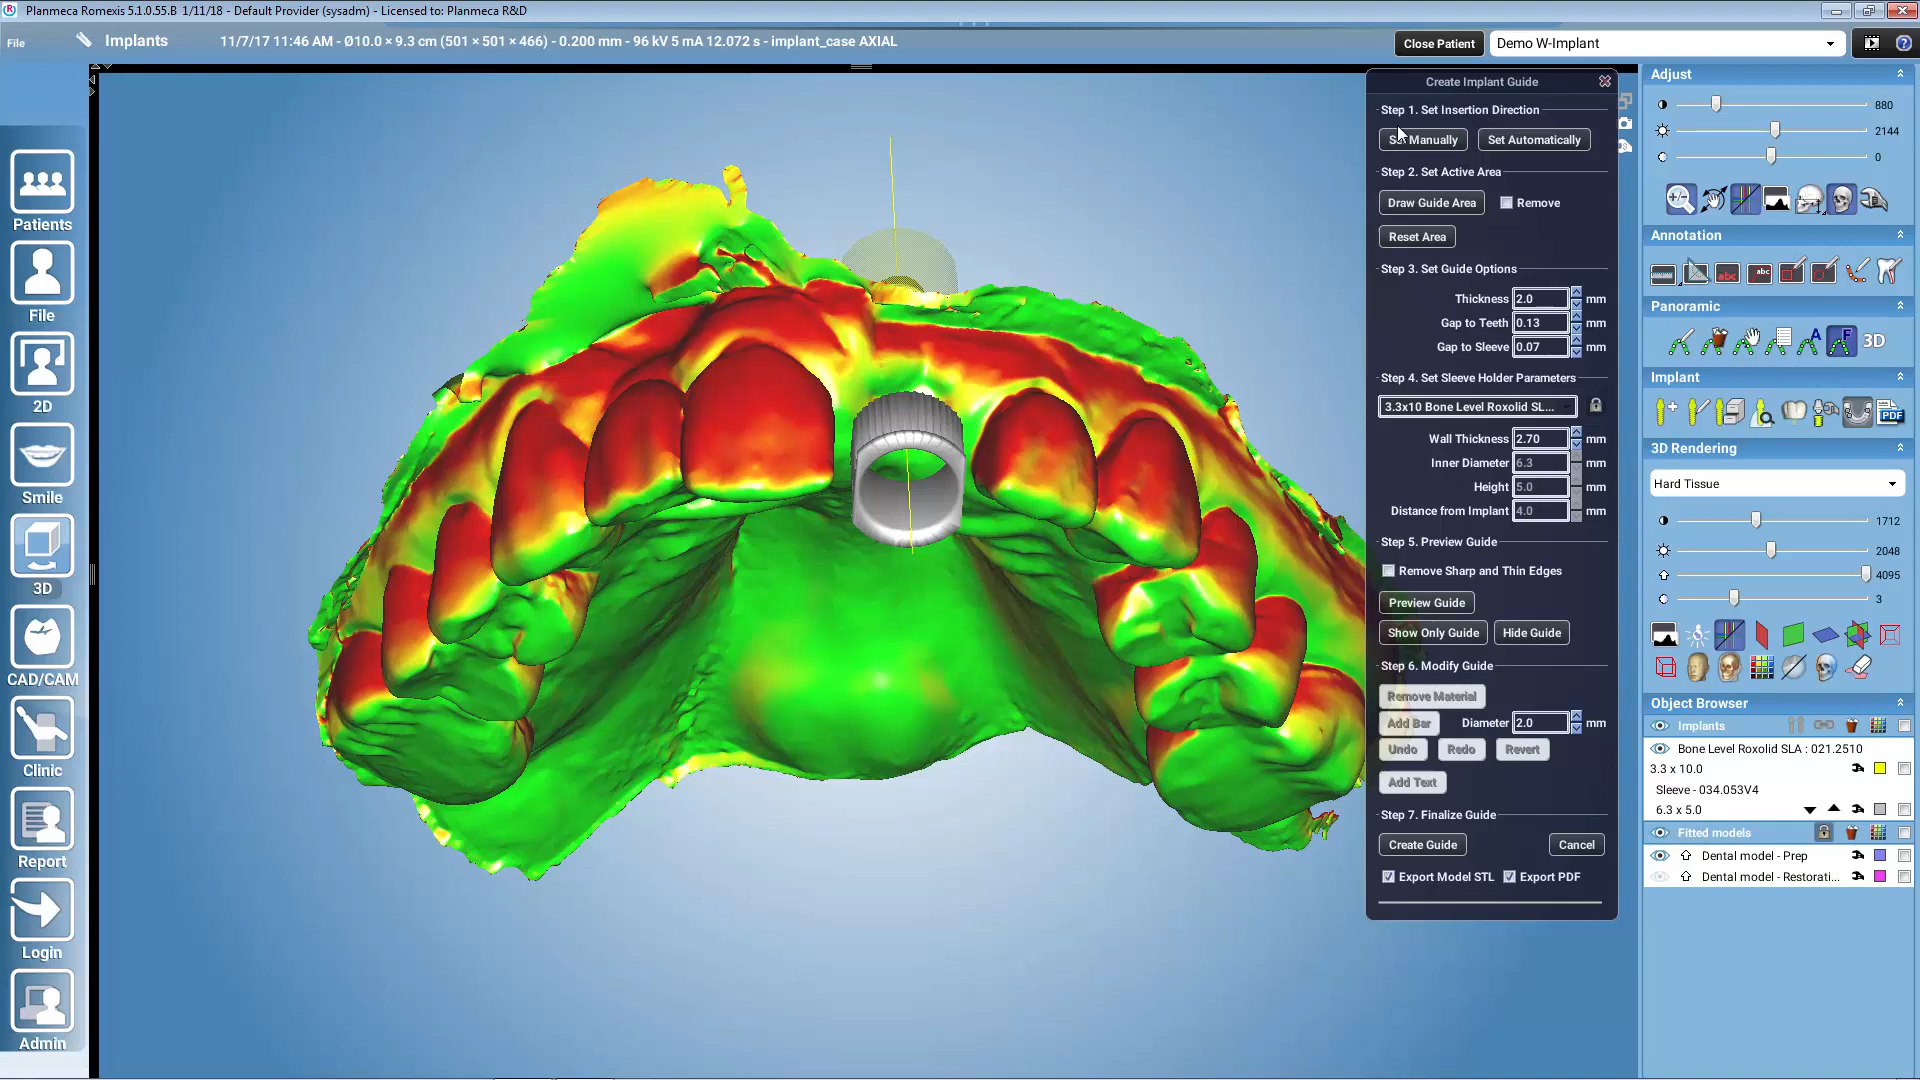 Planmeca Romexis 5.1.0.55.B 1/11/18 - Default Provider (sysadm) - Licensed to: Planmeca R&D
File
Implants
11/7/17 11:46 AM - Ø10.0 × 9.3 cm (501 × 501 × 466) - 0.200 mm - 96 kV 5 mA 12.072 s - implant_case AXIAL
Close Patient
Demo W-Implant
Patients
File
2D
Smile
3D
CAD/CAM
Clinic
Report
Login
Admin
Create Implant Guide
Step 1. Set Insertion Direction
Manually
Set Automatically
Step 2. Set Active Area
Draw Guide Area
Remove
Reset Area
Step 3. Set Guide Options
Thickness 2.0 mm
Gap to Teeth 0.13 mm
Gap to Sleeve 0.07 mm
Step 4. Set Sleeve Holder Parameters
3.3x10 Bone Level Roxolid SL...
Wall Thickness 2.70 mm
Inner Diameter 6.3 mm
Height 5.0 mm
Distance from Implant 4.0 mm
Step 5. Preview Guide
Remove Sharp and Thin Edges
Preview Guide
Show Only Guide
Hide Guide
Step 6. Modify Guide
Remove Material
Add Bar
Diameter 2.0 mm
Undo
Redo
Revert
Add Text
Step 7. Finalize Guide
Create Guide
Cancel
Export Model STL
Export PDF
Adjust
880
2144
0
Annotation
abc
abc
Panoramic
A
F
3D
Implant
PDF
3D Rendering
Hard Tissue
1712
2048
4095
3
Object Browser
Implants
Bone Level Roxolid SLA : 021.2510
3.3 x 10.0
Sleeve - 034.053V4
6.3 x 5.0
Fitted models
Dental model - Prep
Dental model - Restorati...